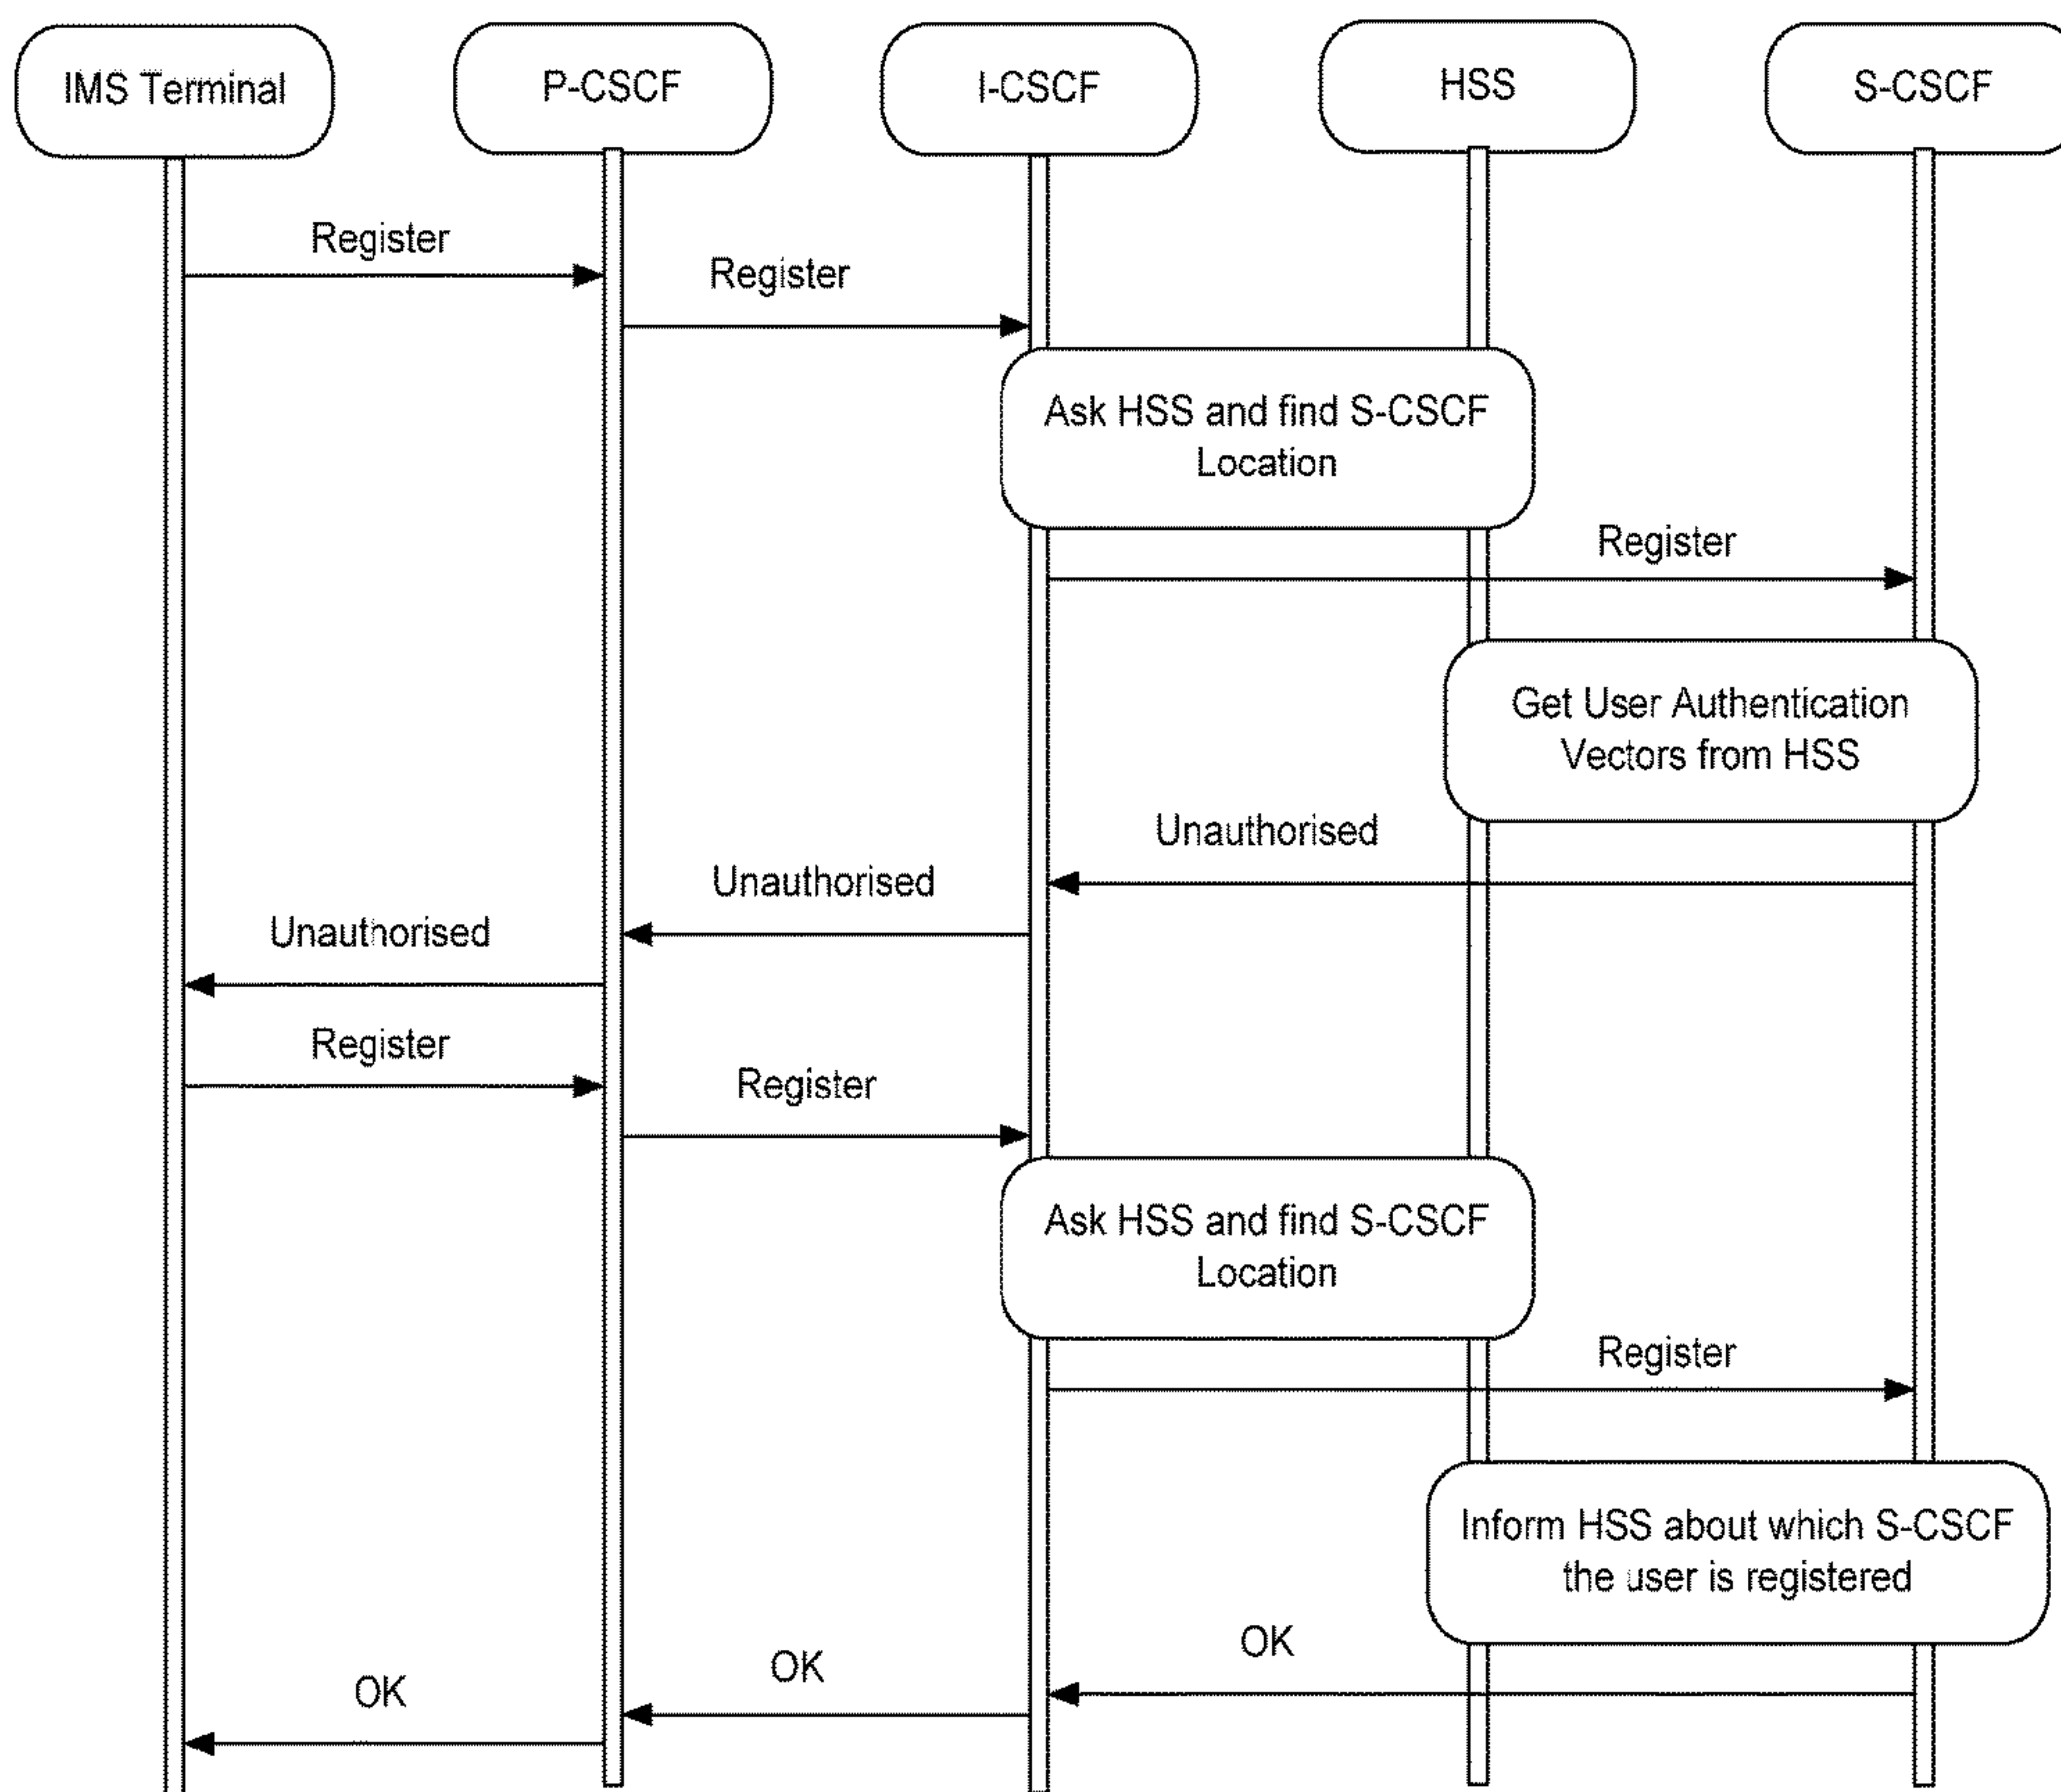 IMS Terminal
P-CSCF
I-CSCF
HSS
S-CSCF
Register
Register
Ask HSS and find S-CSCF
Location
Register
Get User Authentication
Vectors from HSS
Unauthorised
Unauthorised
Unauthorised
Register
Register
Ask HSS and find S-CSCF
Location
Register
Inform HSS about which S-CSCF
the user is registered
OK
OK
OK